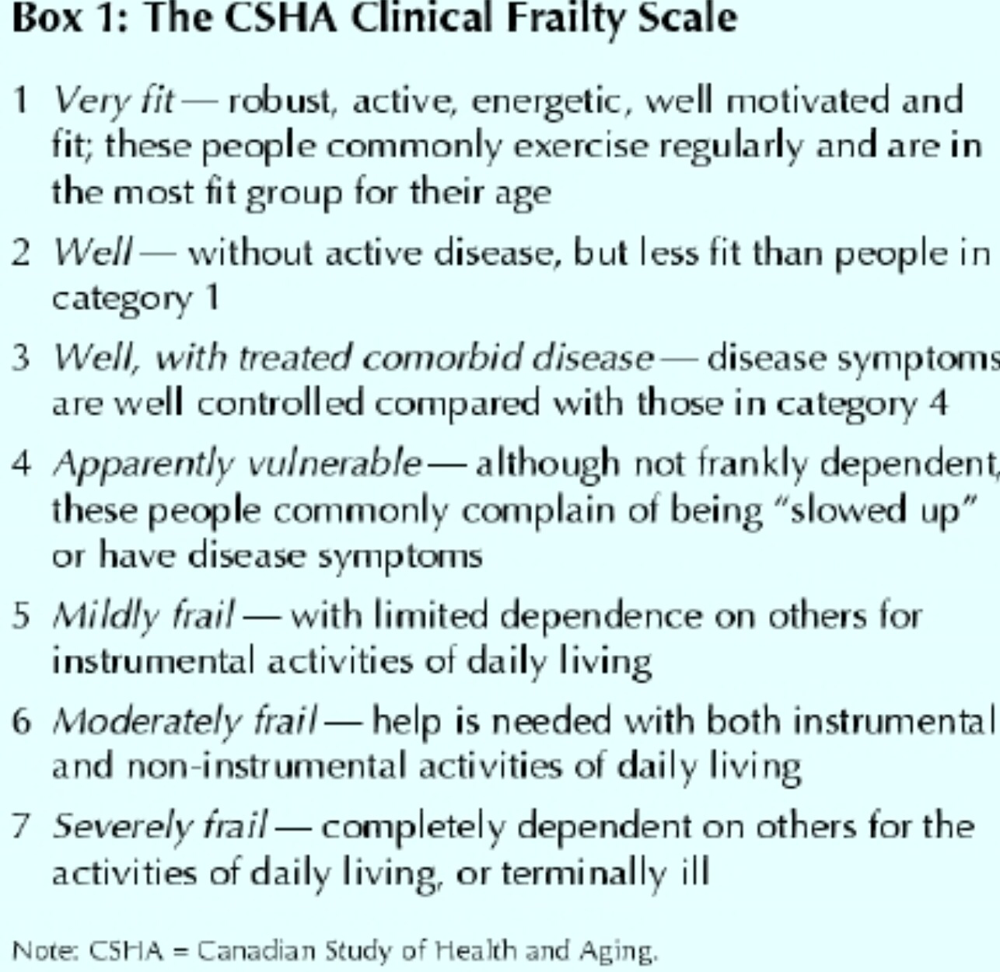 Box 1: The CSHA Clinical Frailty Scale
1 Very fit — robust, active, energetic, well motivated and
fit; these people commonly exercise regularly and are in
the most fit group for their age
2 Well — without active disease, but less fit than people in
category 1
3 Well, with treated comorbid disease — disease symptoms
are well controlled compared with those in category 4
4 Apparently vulnerable — although not frankly dependent,
these people commonly complain of being “slowed up”
or have disease symptoms
5 Mildly frail — with limited dependence on others for
instrumental activities of daily living
6 Moderately frail — help is needed with both instrumental
and non-instrumental activities of daily living
7 Severely frail — completely dependent on others for the
activities of daily living, or terminally ill
Note: CSHA = Canadian Study of Health and Aging.